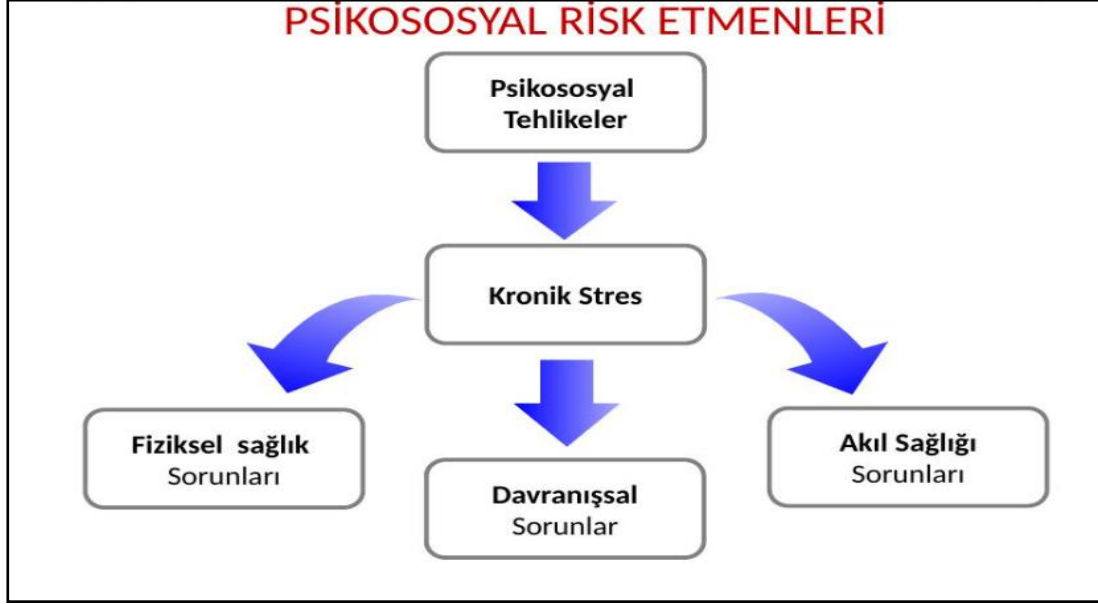 PSİKOSOSYAL RİSK ETMENLERİ
Psikososyal
Tehlikeler
Kronik Stres
Fiziksel sağlık
Sorunları
Davranışsal
Sorunlar
Akıl Sağlığı
Sorunları